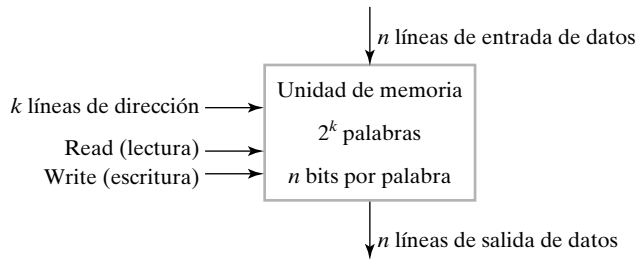 n líneas de entrada de datos
Unidad de memoria
k líneas de dirección
2^k palabras
Read (lectura)
Write (escritura)
n bits por palabra
n líneas de salida de datos